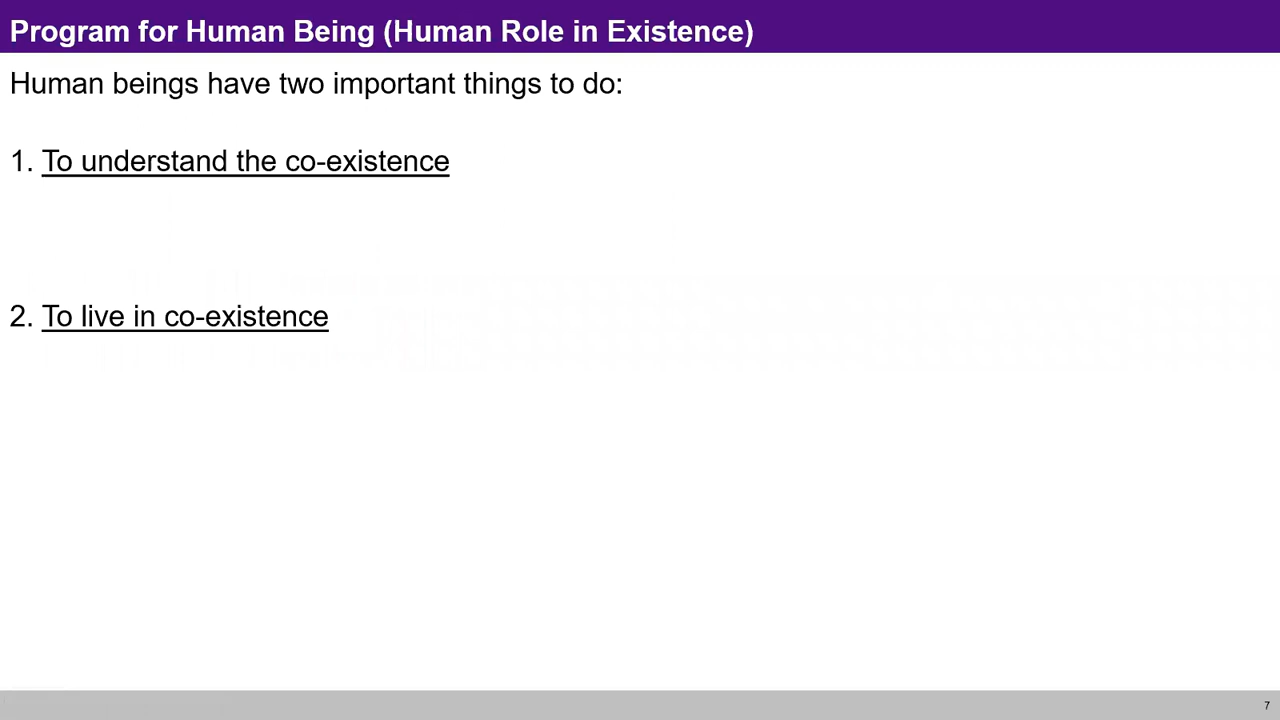 Program for Human Being (Human Role in Existence)
Human beings have two important things to do:
1. To understand the co-existence
2. To live in co-existence
7